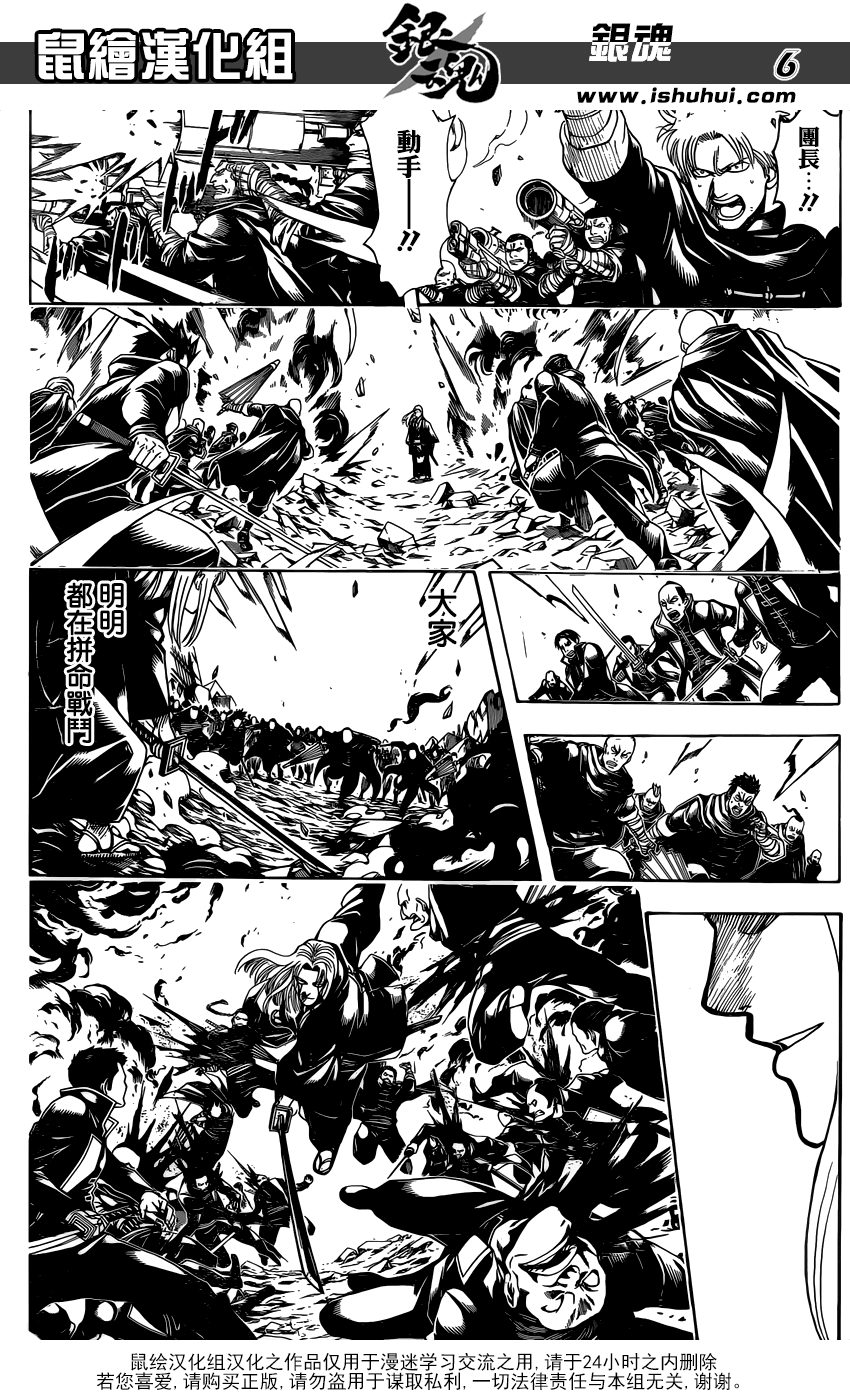 鼠繪漢化組
銀魂
銀魂
6
www.ishuhui.com
團長…!!
動手——!!
大家
明明
都在拼命戰鬥
鼠绘汉化组汉化之作品仅用于漫迷学习交流之用,请于24小时之内删除
若您喜爱,请购买正版,请勿盗用于谋取私利,一切法律责任与本组无关,谢谢。